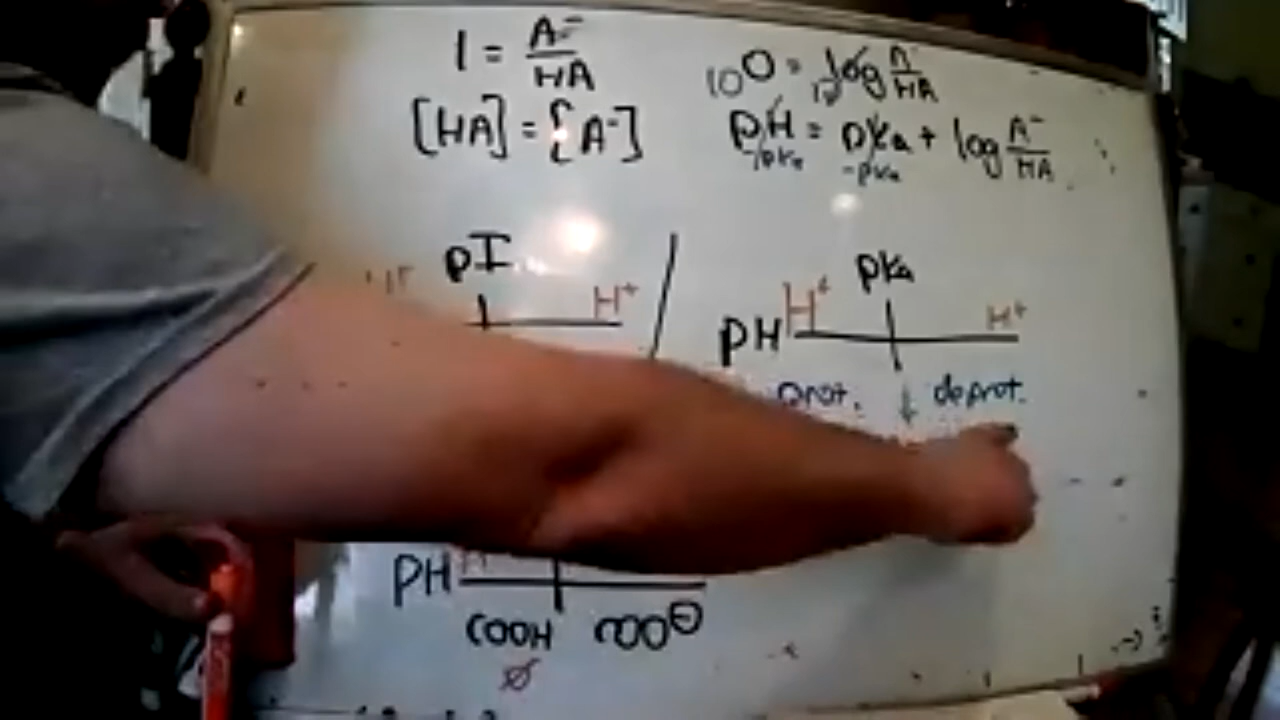 1 = A⁻/HA
10⁰ = log₁₀ A⁻/HA
[HA] = [A⁻]
pH = pKa + log A⁻/HA
-pKa -pKa
pI
H⁺
pKa
pH H⁺ H⁺
prot. ↓ deprot.
PH H
COOH COO⊖
Ø